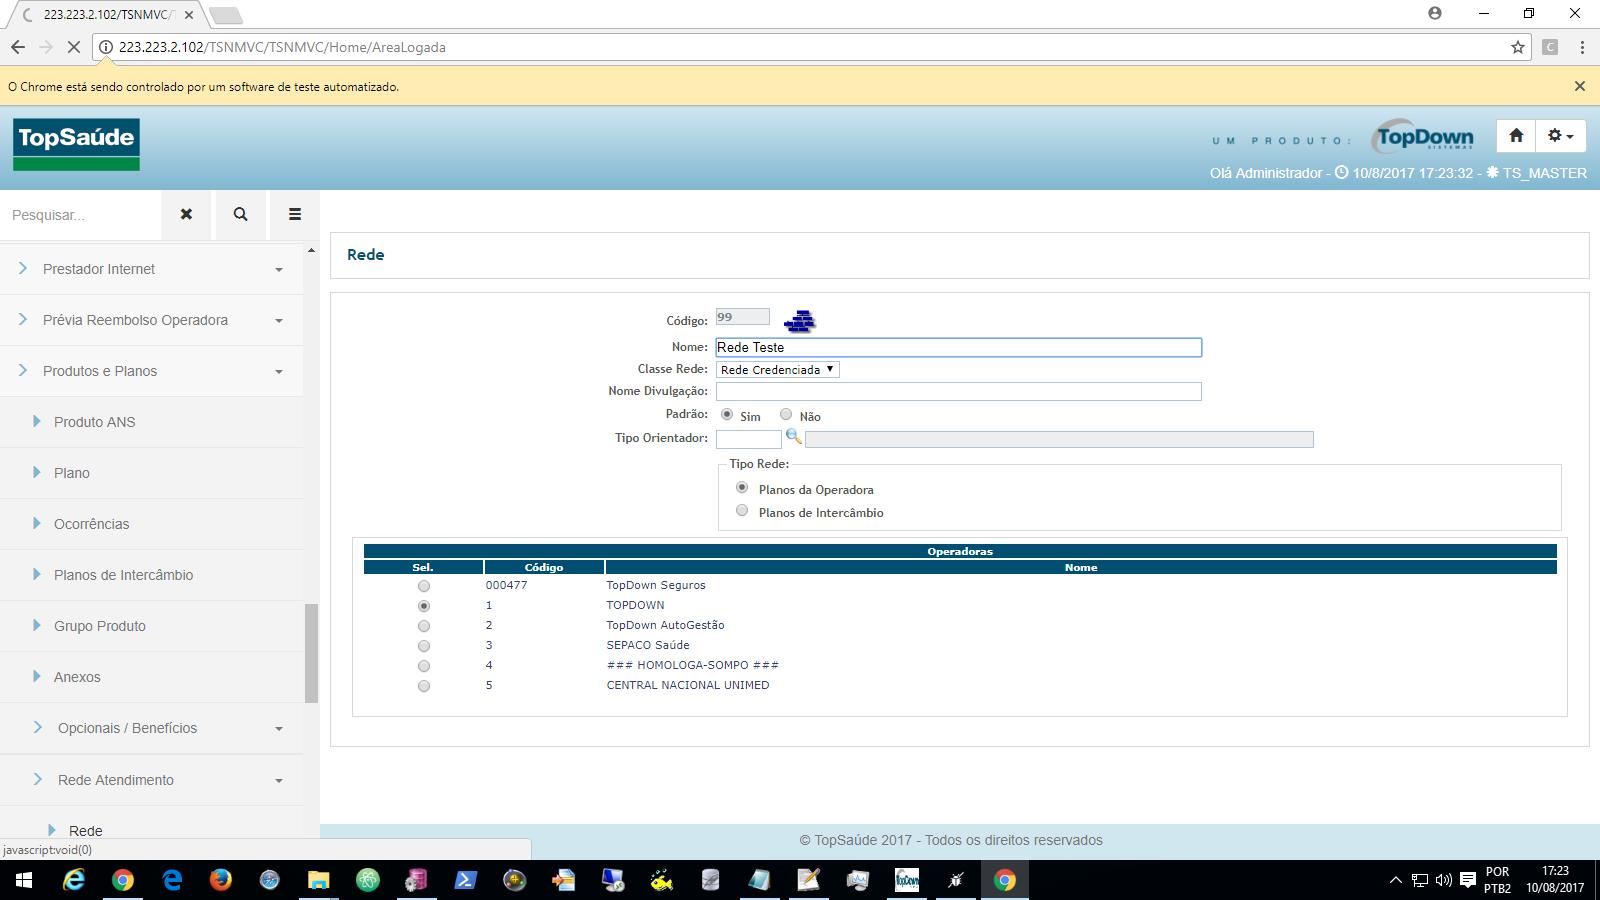 223.223.2.102/TSNMVC/T
223.223.2.102/TSNMVC/TSNMVC/Home/AreaLogada
C
O Chrome está sendo controlado por um software de teste automatizado.
TopSaúde
UM PRODUTO:
TopDown
SISTEMAS
Olá Administrador - 10/8/2017 17:23:32 - TS_MASTER
Pesquisar...
Prestador Internet
Prévia Reembolso Operadora
Produtos e Planos
Produto ANS
Plano
Ocorrências
Planos de Intercâmbio
Grupo Produto
Anexos
Opcionais / Benefícios
Rede Atendimento
Rede
javascript:void(0)
Rede
Código: 99
Nome: Rede Teste
Classe Rede: Rede Credenciada
Nome Divulgação:
Padrão: Sim Não
Tipo Orientador:
Tipo Rede:
Planos da Operadora
Planos de Intercâmbio
Operadoras
Sel. Código Nome
000477 TopDown Seguros
1 TOPDOWN
2 TopDown AutoGestão
3 SEPACO Saúde
4 ### HOMOLOGA-SOMPO ###
5 CENTRAL NACIONAL UNIMED
© TopSaúde 2017 - Todos os direitos reservados
TopDown
POR
PTB2
17:23
10/08/2017